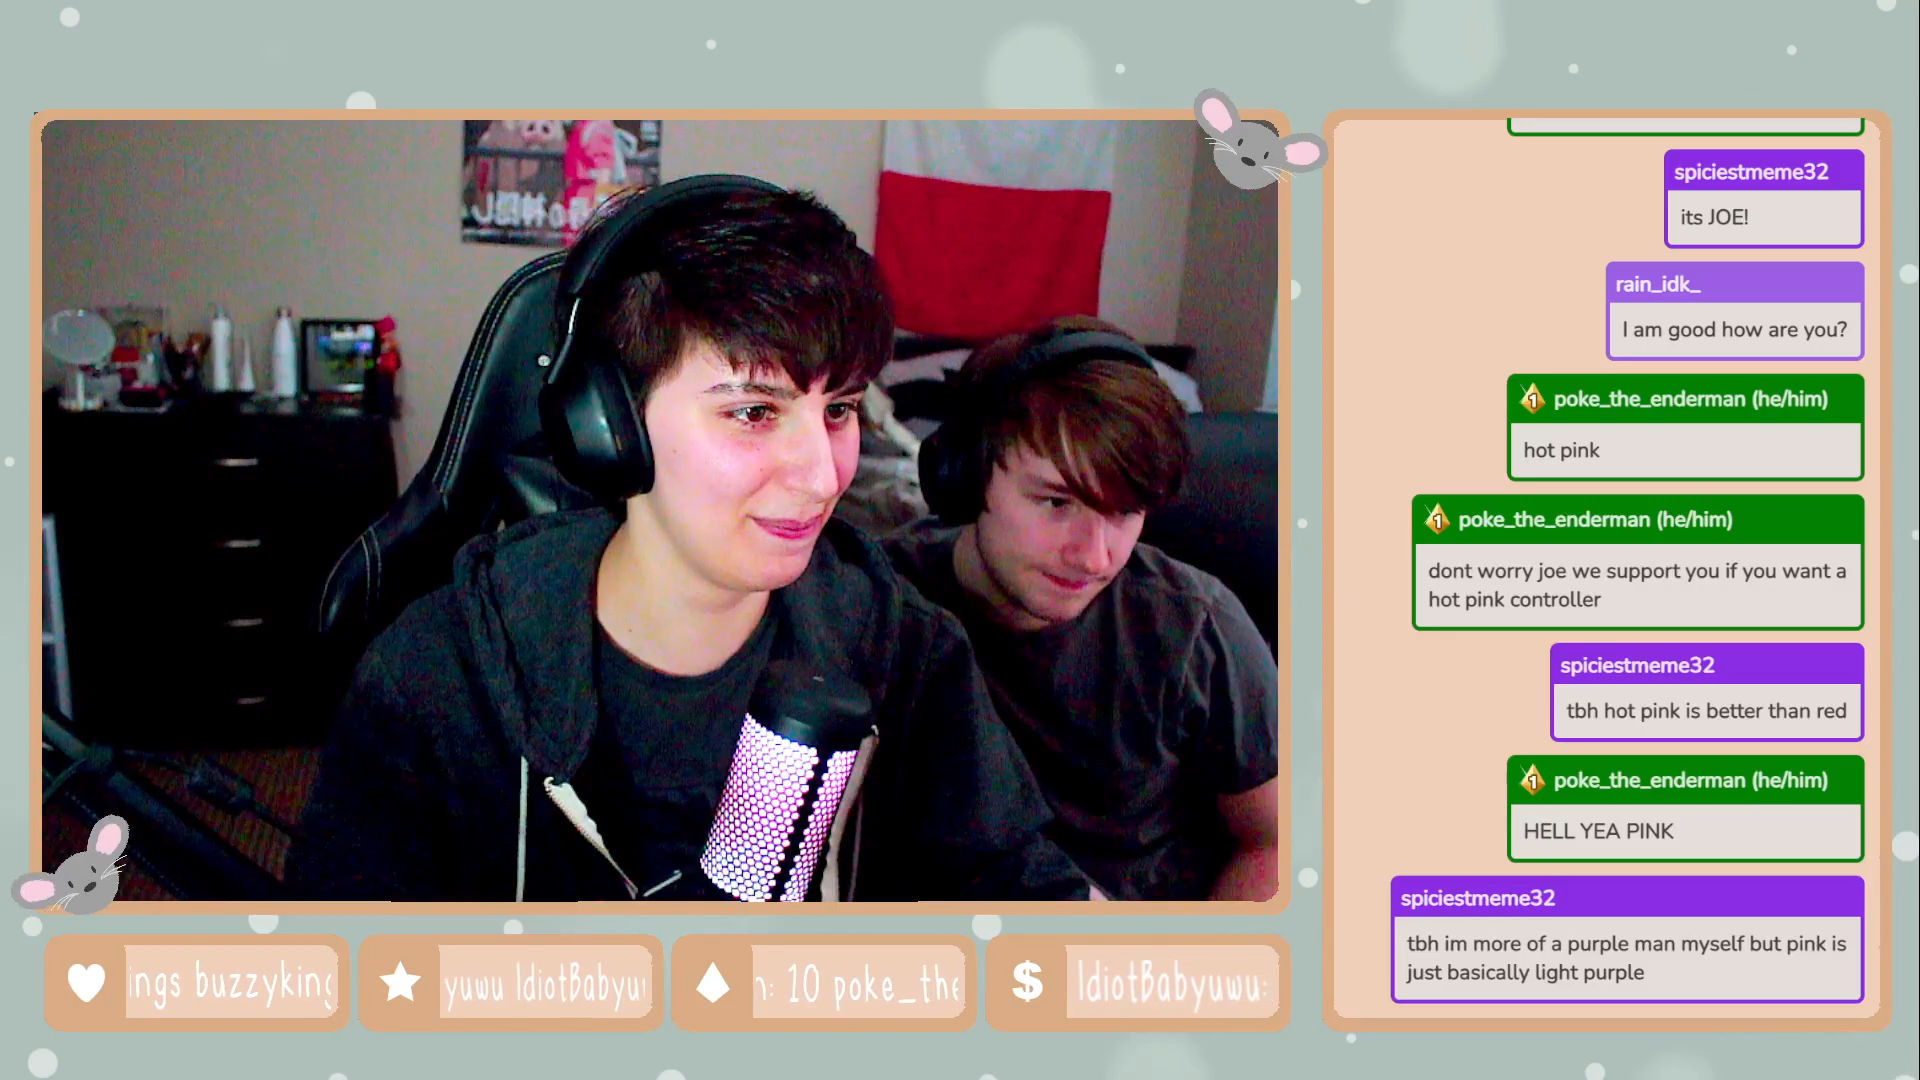 spiciestmeme32
its JOE!
rain_idk_
I am good how are you?
1 poke_the_enderman (he/him)
hot pink
1 poke_the_enderman (he/him)
dont worry joe we support you if you want a
hot pink controller
spiciestmeme32
tbh hot pink is better than red
1 poke_the_enderman (he/him)
HELL YEA PINK
spiciestmeme32
tbh im more of a purple man myself but pink is
just basically light purple
ings buzzyking
yuwu IdiotBabyu
n: 10 poke_the
$ IdiotBabyuwu: